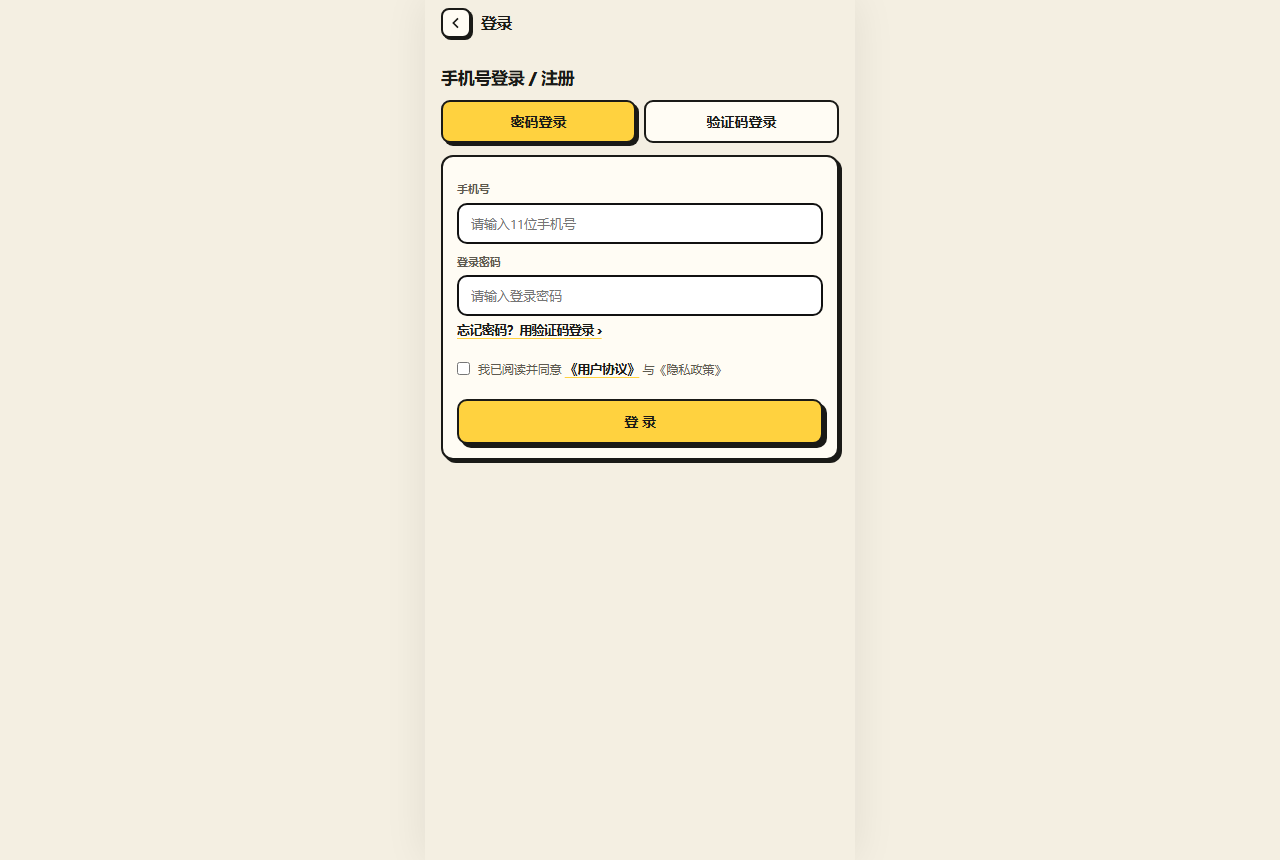 登录
手机号登录 / 注册
密码登录
验证码登录
手机号
请输入11位手机号
登录密码
请输入登录密码
忘记密码？用验证码登录 ›
我已阅读并同意 《用户协议》 与《隐私政策》
登 录